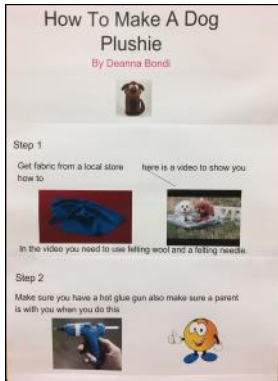 How To Make A Dog
Plushie
By Deanna Bondi
Step 1
Get fabric from a local store
how to
here is a video to show you
In the video you need to use felting wool and a felting needle.
Step 2
Make sure you have a hot glue gun also make sure a parent
is with you when you do this